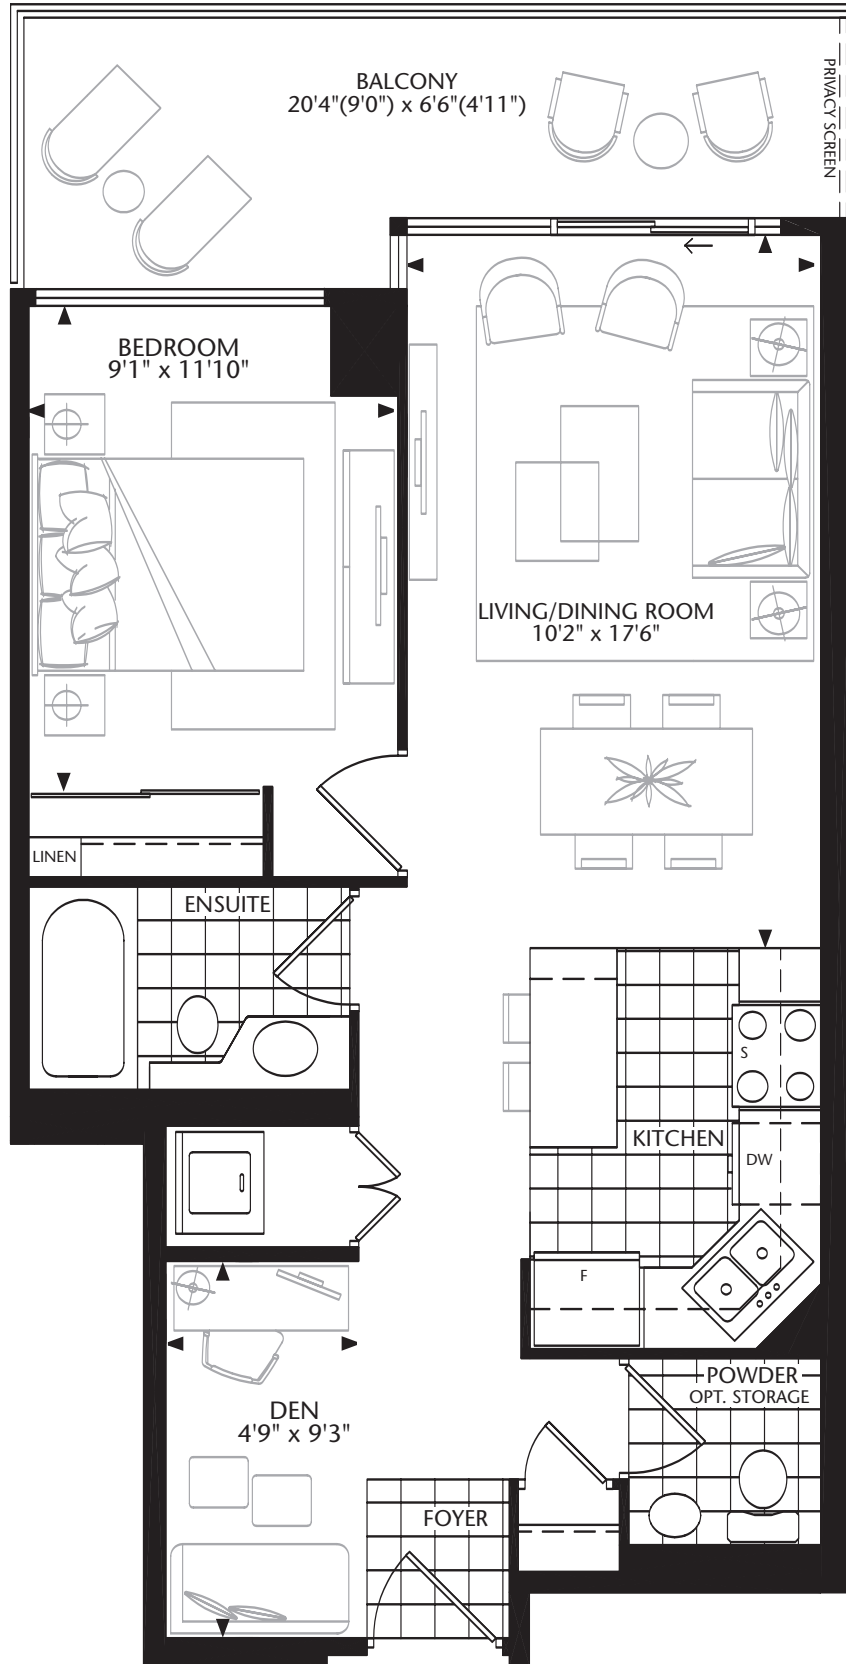 BALCONY
20'4"(9'0") x 6'6"(4'11")
PRIVACY SCREEN
BEDROOM
9'1" x 11'10"
LIVING/DINING ROOM
10'2" x 17'6"
LINEN
ENSUITE
S
KITCHEN
DW
F
DEN
4'9" x 9'3"
POWDER
OPT. STORAGE
FOYER